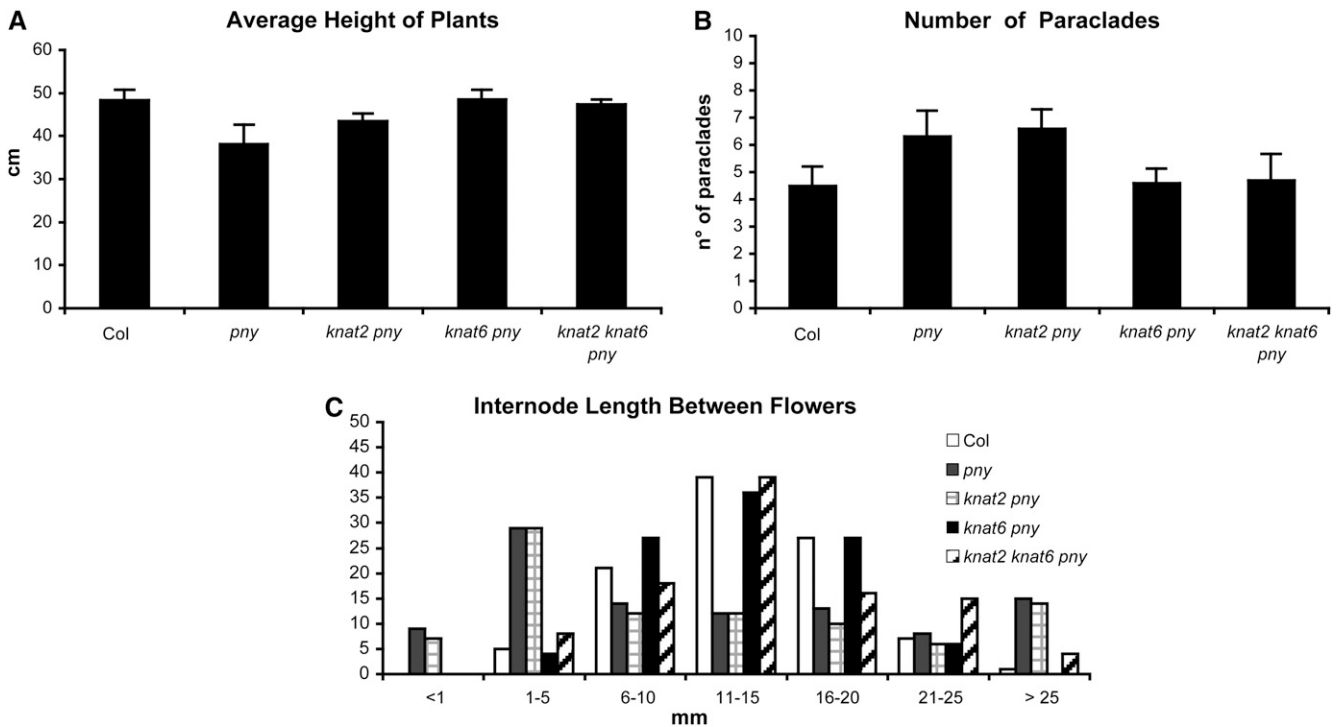 A
Average Height of Plants
60
50
40
30
20
10
0
cm
Col
pny
knat2 pny
knat6 pny
knat2 knat6
pny
B
Number of Paraclades
10
9
8
7
6
5
4
3
2
1
0
n° of paraclades
Col
pny
knat2 pny
knat6 pny
knat2 knat6
pny
C
Internode Length Between Flowers
50
45
40
35
30
25
20
15
10
5
0
Col
pny
knat2 pny
knat6 pny
knat2 knat6 pny
<1
1-5
6-10
11-15
16-20
21-25
> 25
mm